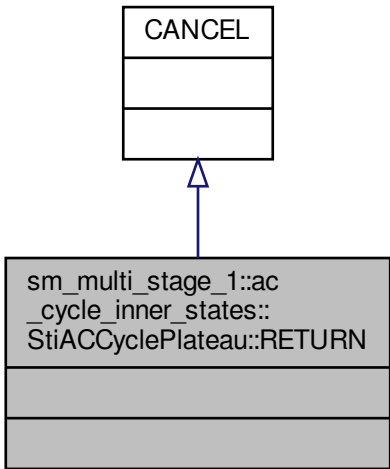 CANCEL
sm_multi_stage_1::ac
_cycle_inner_states::
StiACCyclePlateau::RETURN